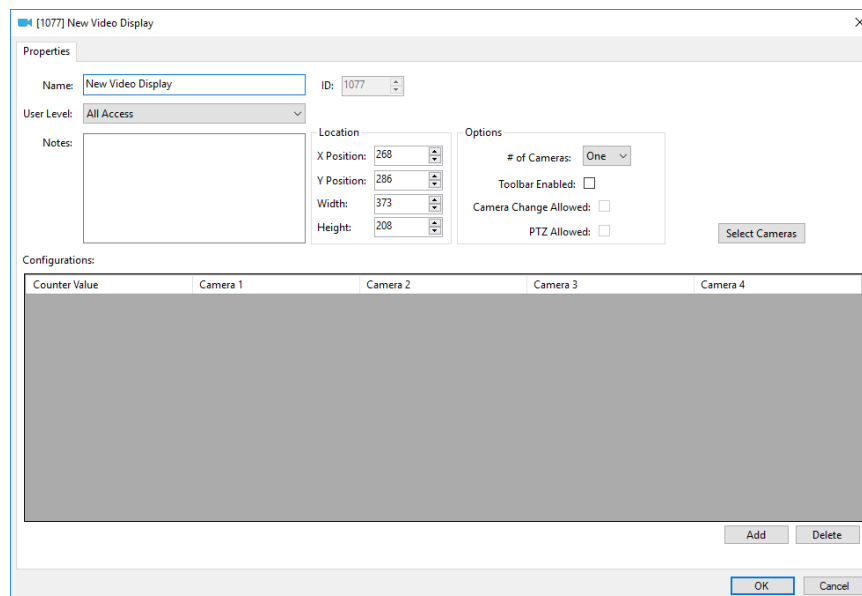 [1077] New Video Display
Properties
Name: New Video Display ID: 1077
User Level: All Access
Notes:
Location
X Position: 268
Y Position: 286
Width: 373
Height: 208
Options
# of Cameras: One
Toolbar Enabled:
Camera Change Allowed:
PTZ Allowed:
Select Cameras
Configurations:
Counter Value Camera 1 Camera 2 Camera 3 Camera 4
Add Delete
OK Cancel